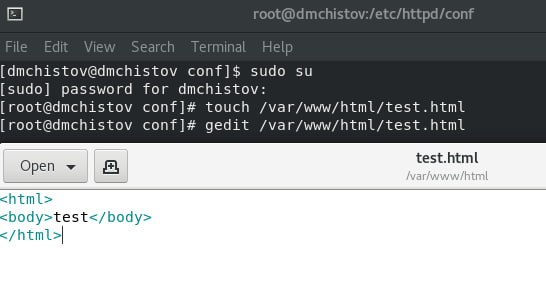 root@dmchistov:/etc/httpd/conf
File Edit View Search Terminal Help
[dmchistov@dmchistov conf]$ sudo su
[sudo] password for dmchistov:
[root@dmchistov conf]# touch /var/www/html/test.html
[root@dmchistov conf]# gedit /var/www/html/test.html
Open test.html
/var/www/html
<html>
<body>test</body>
</html>